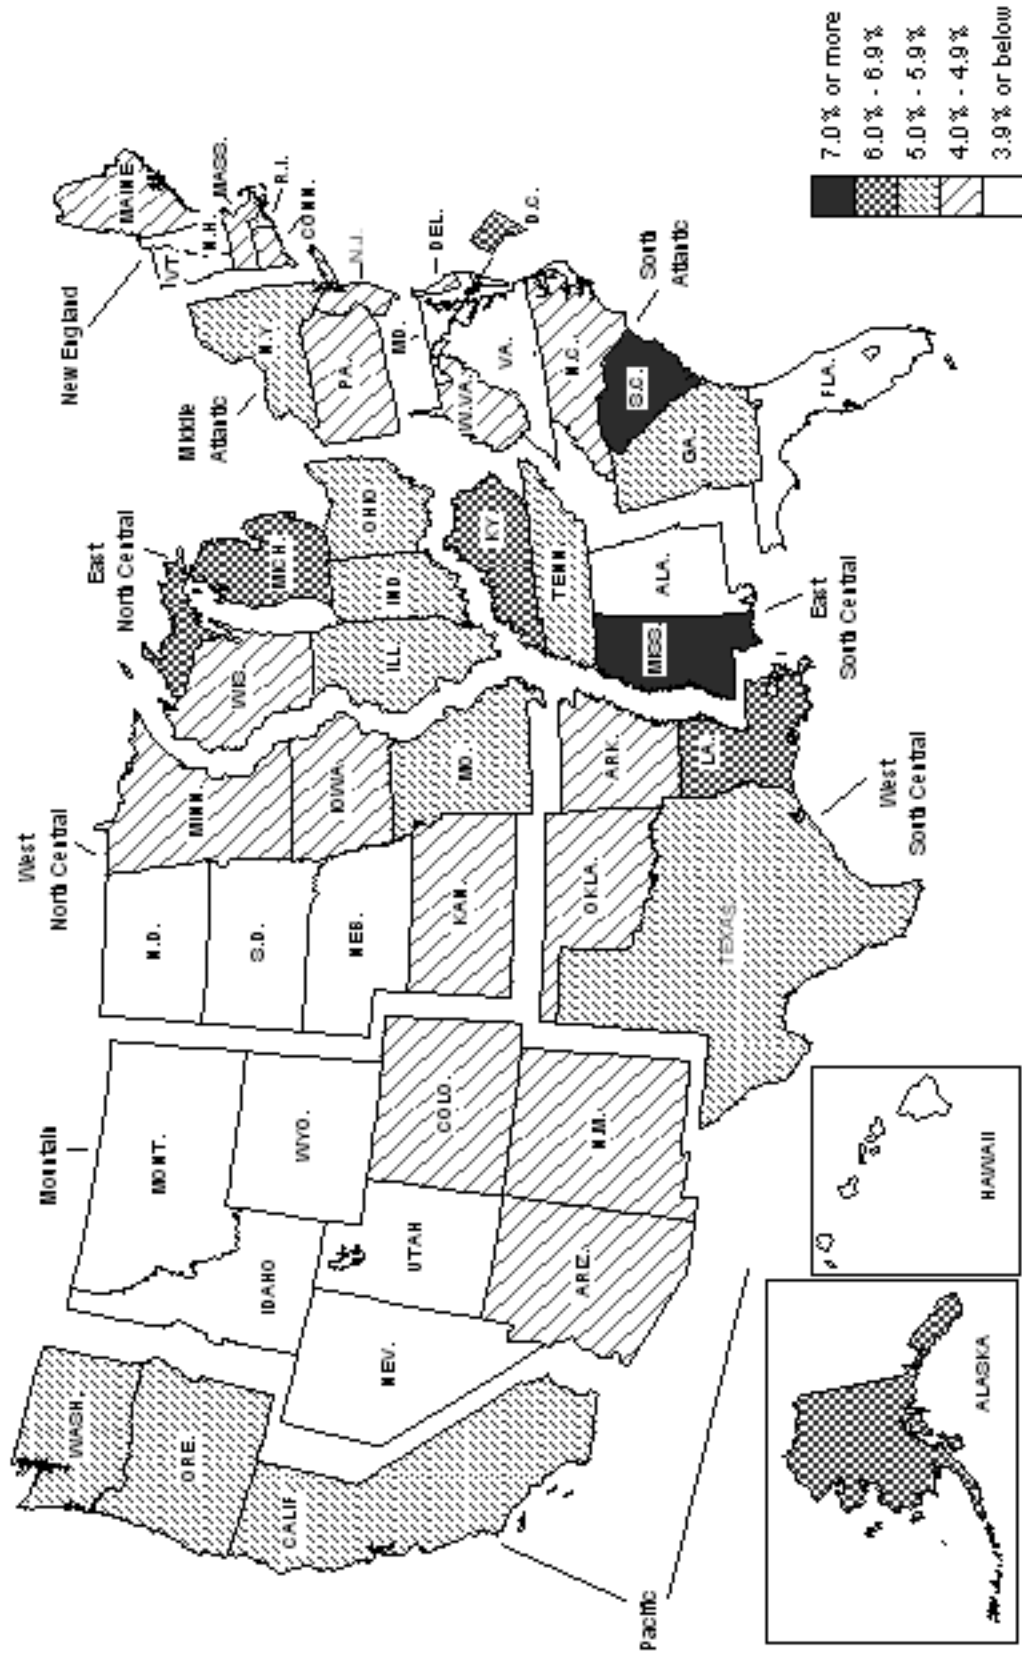 Mountain
West
North Central
East
North Central
New England
Middle
Atlantic
WASH.
MONT.
N.D.
MINN.
WIS.
MICH.
N.Y.
VT.
N.H.
MAINE
MASS.
R.I.
CONN.
ORE.
IDAHO
WYO.
S.D.
IOWA
ILL.
IND.
OHIO
PA.
N.J.
NEV.
UTAH
COLO.
NEB.
KAN.
MO.
KY.
W.VA.
MD.
DEL.
D.C.
CALIF
ARIZ.
N.M.
OKLA.
ARK.
TENN.
VA.
N.C.
S.C.
South
Atlantic
TEXAS
LA.
MISS.
ALA.
GA.
FLA.
Pacific
West
South Central
East
South Central
ALASKA
HAWAII
7.0% or more
6.0% - 6.9%
5.0% - 5.9%
4.0% - 4.9%
3.9% or below